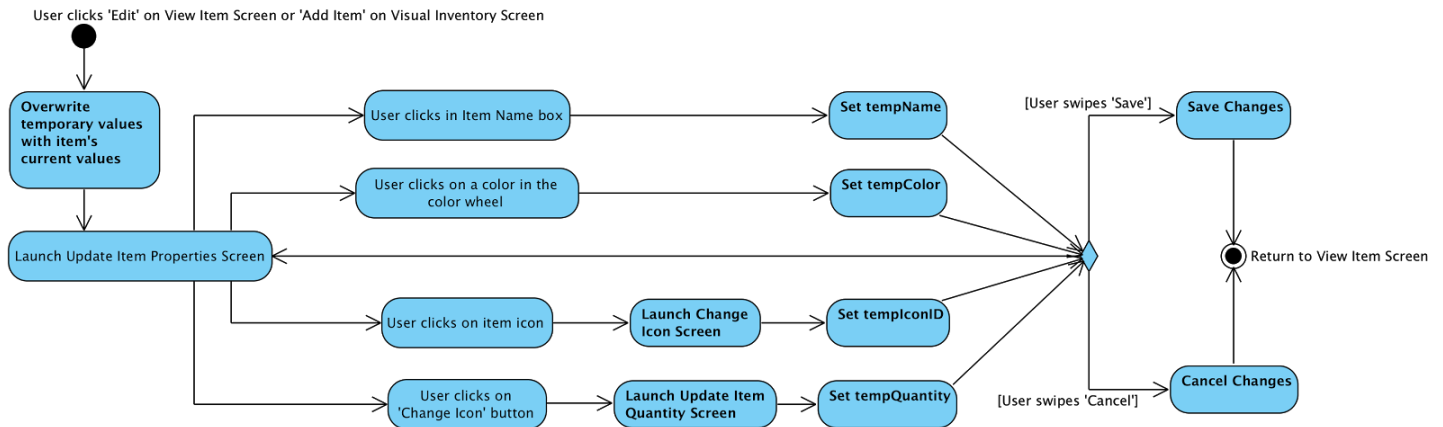 User clicks 'Edit' on View Item Screen or 'Add Item' on Visual Inventory Screen
Overwrite
temporary values
with item's
current values
Launch Update Item Properties Screen
User clicks in Item Name box
Set tempName
User clicks on a color in the
color wheel
Set tempColor
User clicks on item icon
Launch Change
Icon Screen
Set tempIconID
User clicks on
'Change Icon' button
Launch Update Item
Quantity Screen
Set tempQuantity
[User swipes 'Save']
Save Changes
Return to View Item Screen
[User swipes 'Cancel']
Cancel Changes